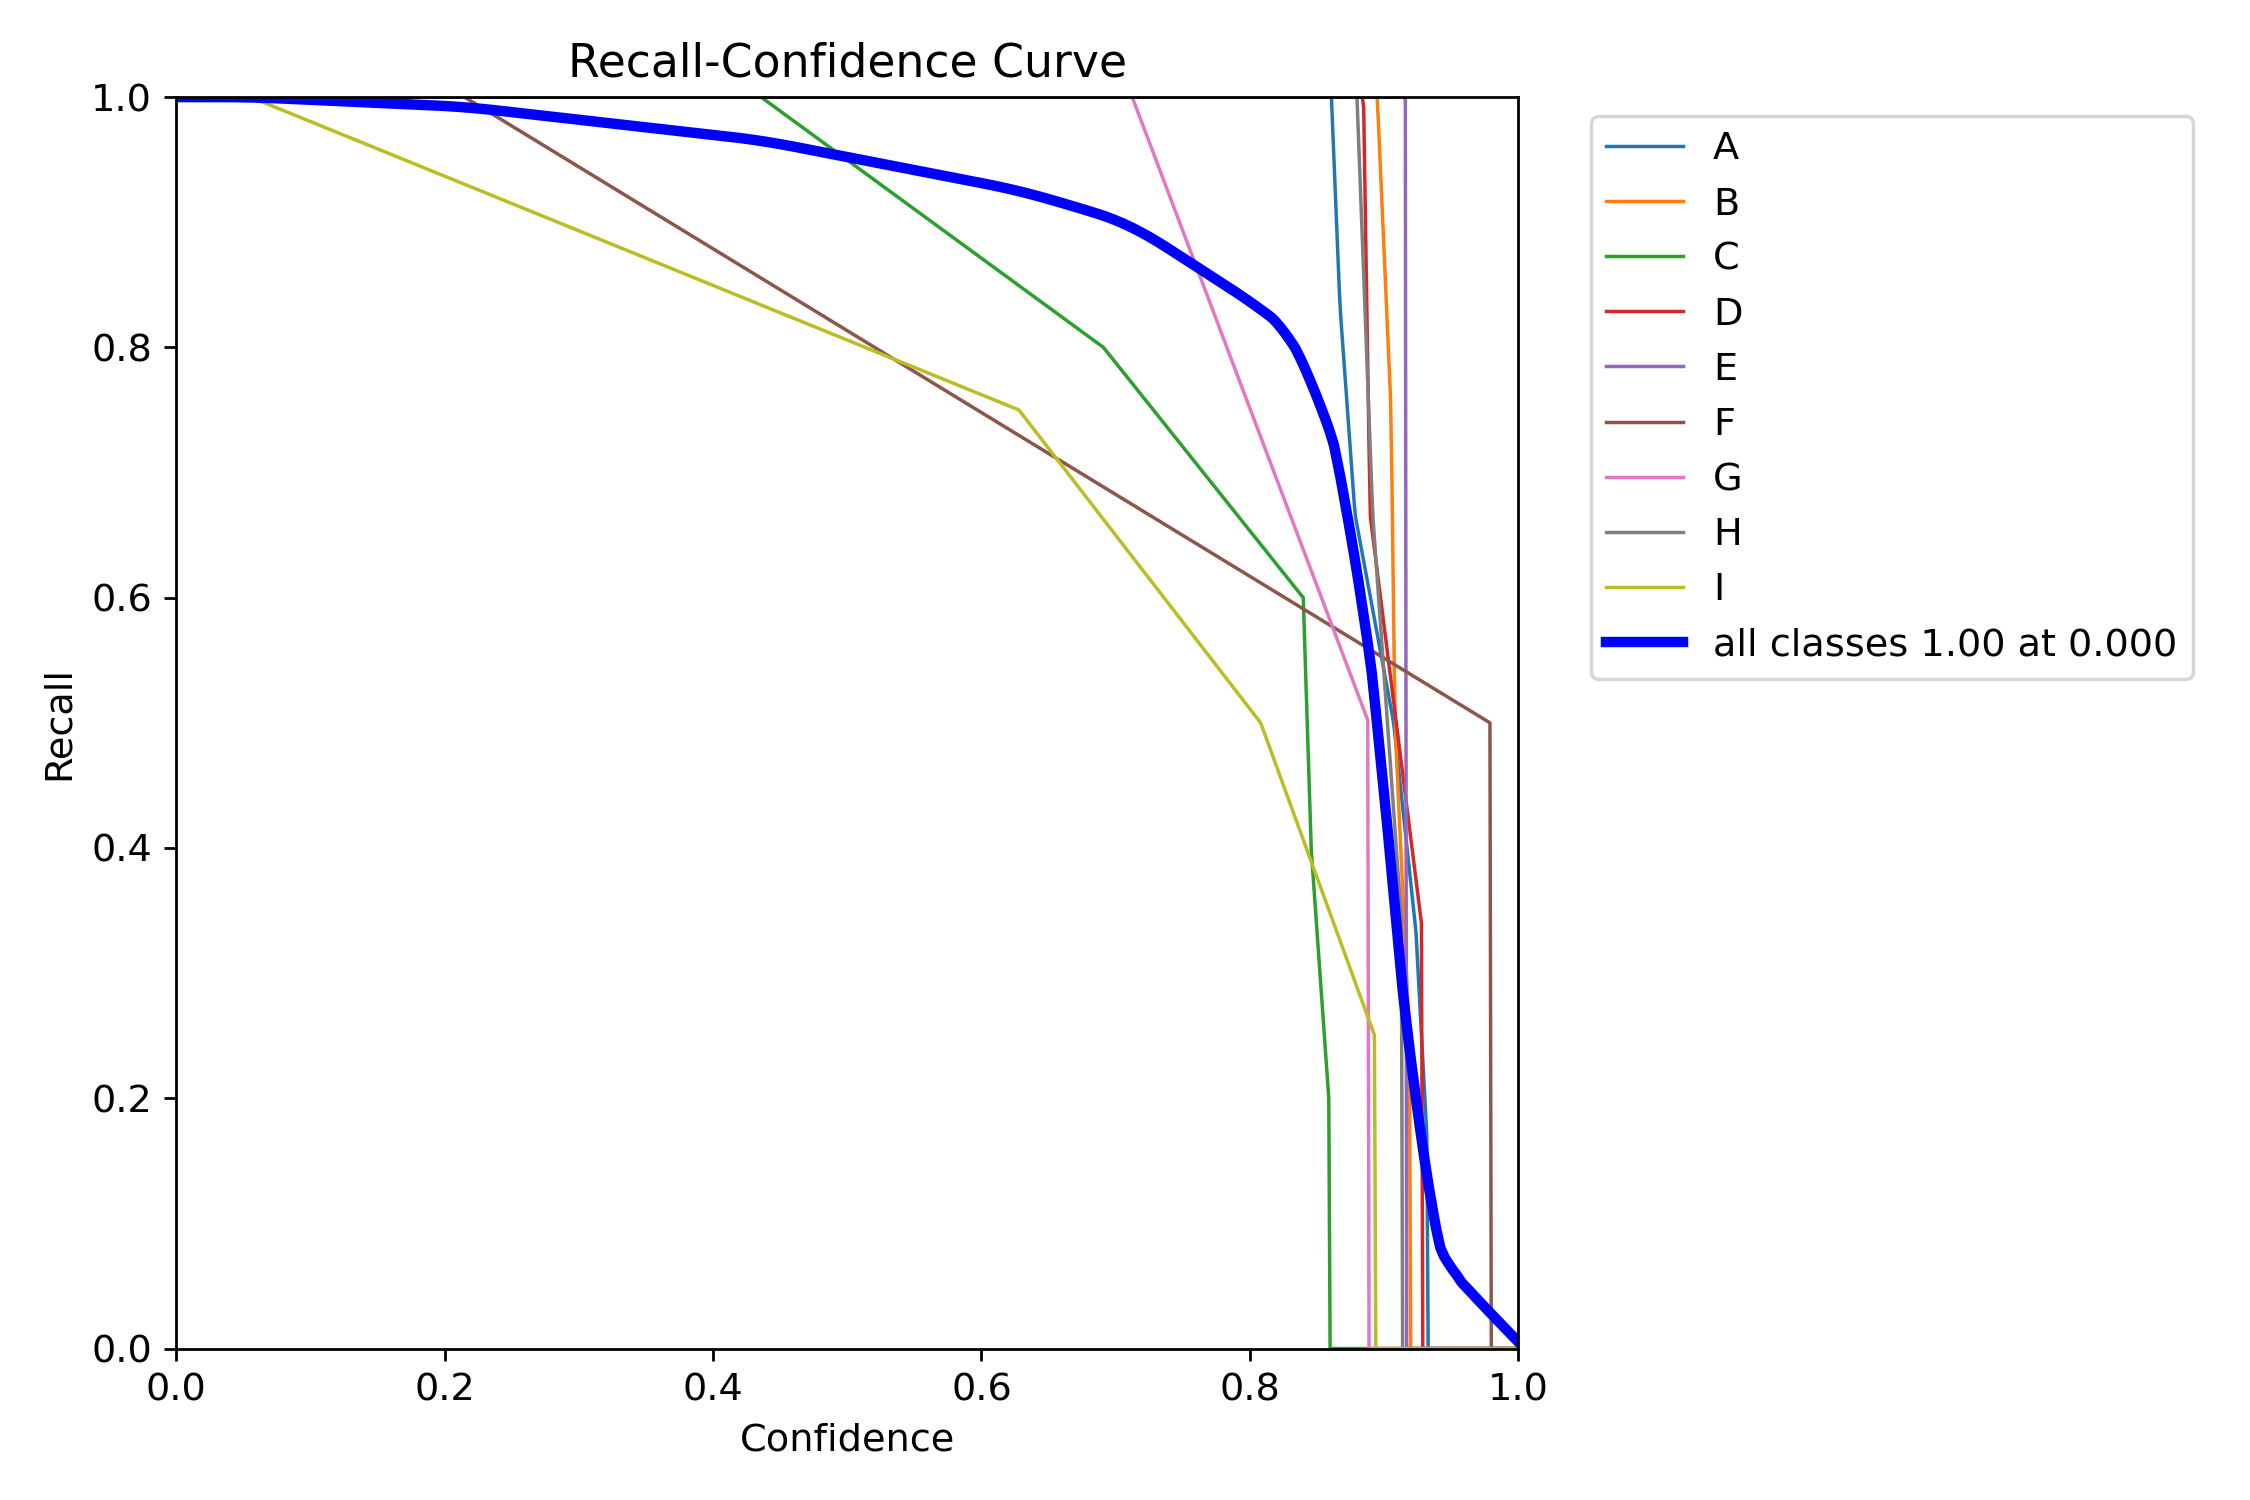 Recall-Confidence Curve
1.0
0.8
0.6
0.4
0.2
0.0
Recall
0.0 0.2 0.4 0.6 0.8 1.0
Confidence
A
B
C
D
E
F
G
H
I
all classes 1.00 at 0.000